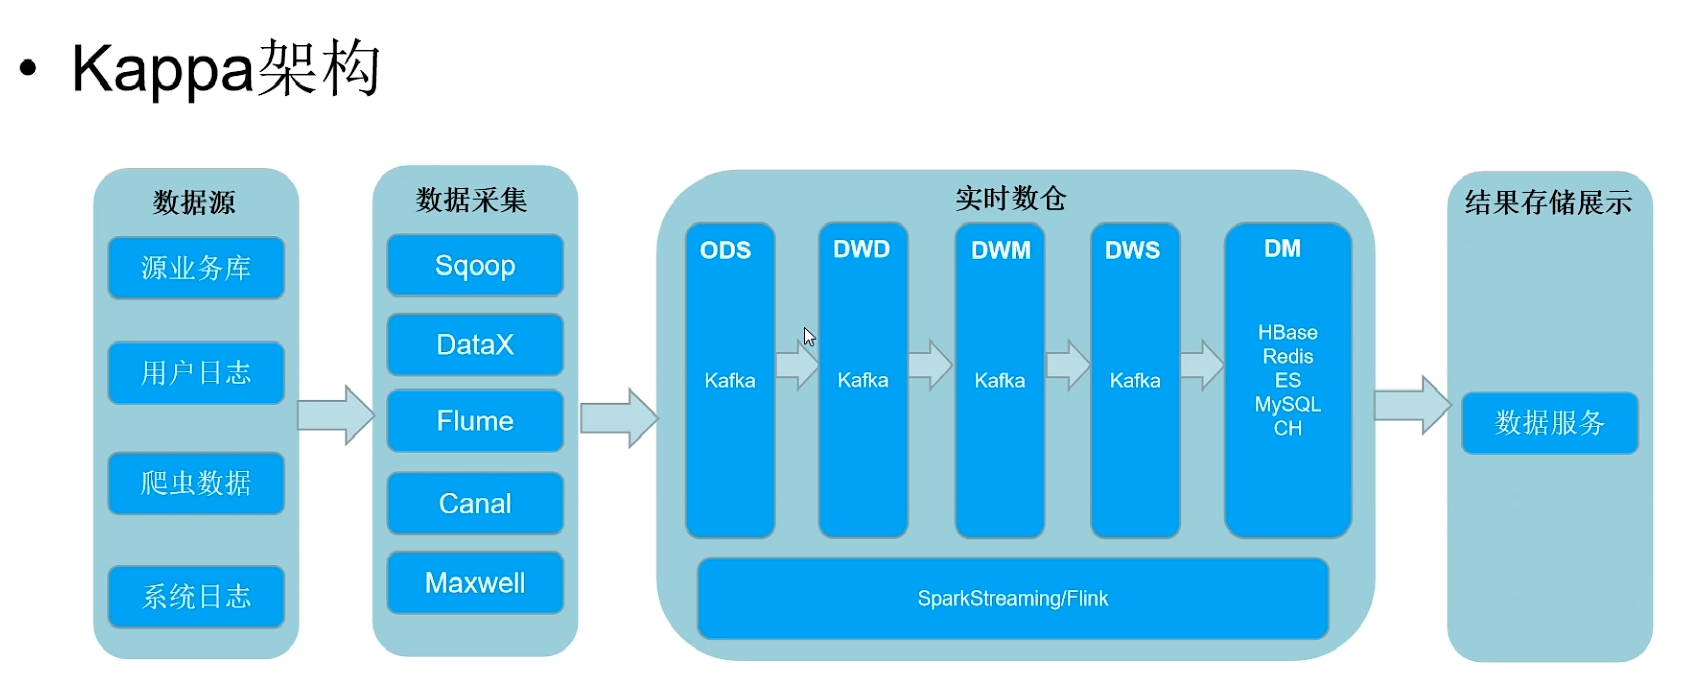 • Kappa架构
数据源
源业务库
用户日志
爬虫数据
系统日志
数据采集
Sqoop
DataX
Flume
Canal
Maxwell
实时数仓
ODS
Kafka
DWD
Kafka
DWM
Kafka
DWS
Kafka
DM
HBase
Redis
ES
MySQL
CH
SparkStreaming/Flink
结果存储展示
数据服务